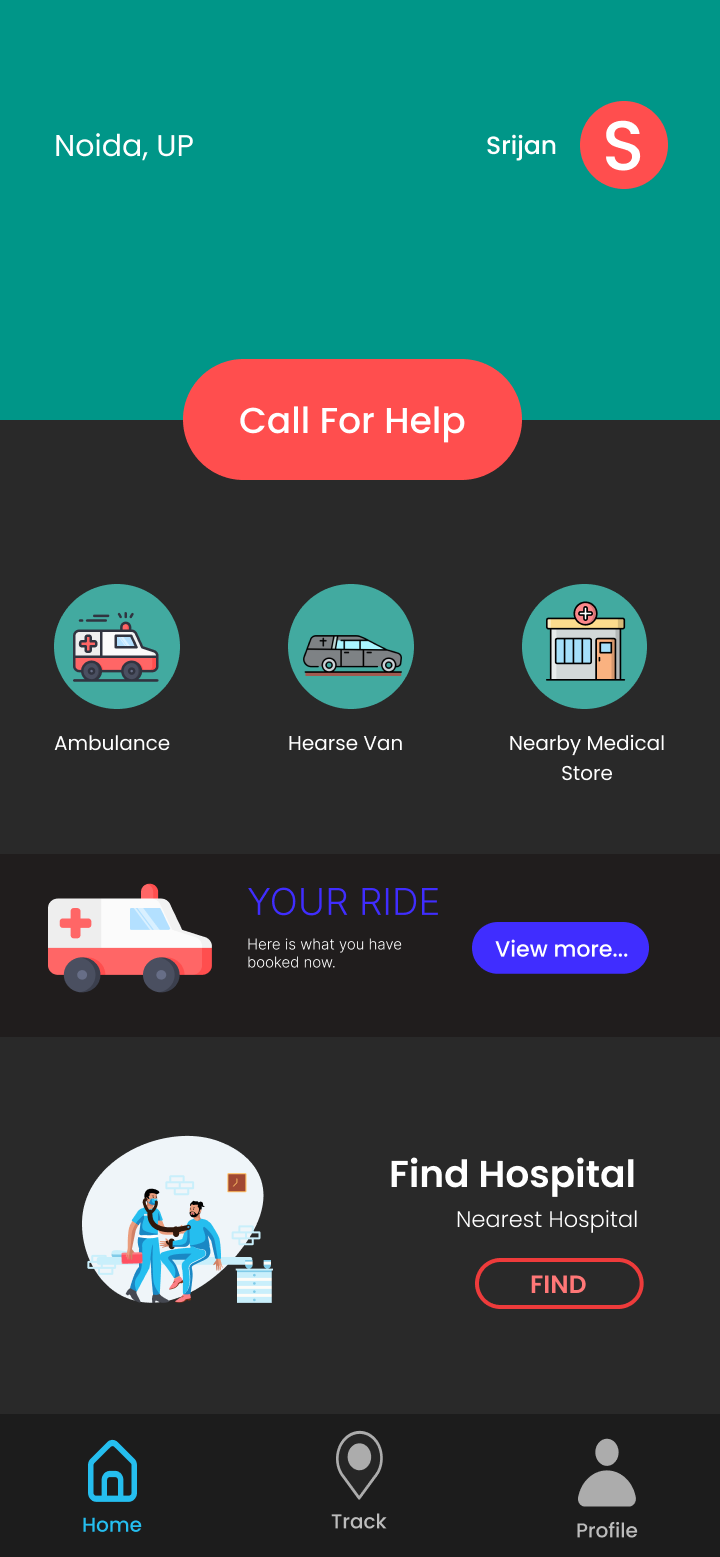 Noida, UP
Srijan
S
Call For Help
Ambulance
Hearse Van
Nearby Medical
Store
YOUR RIDE
Here is what you have
booked now.
View more...
Find Hospital
Nearest Hospital
FIND
Home
Track
Profile